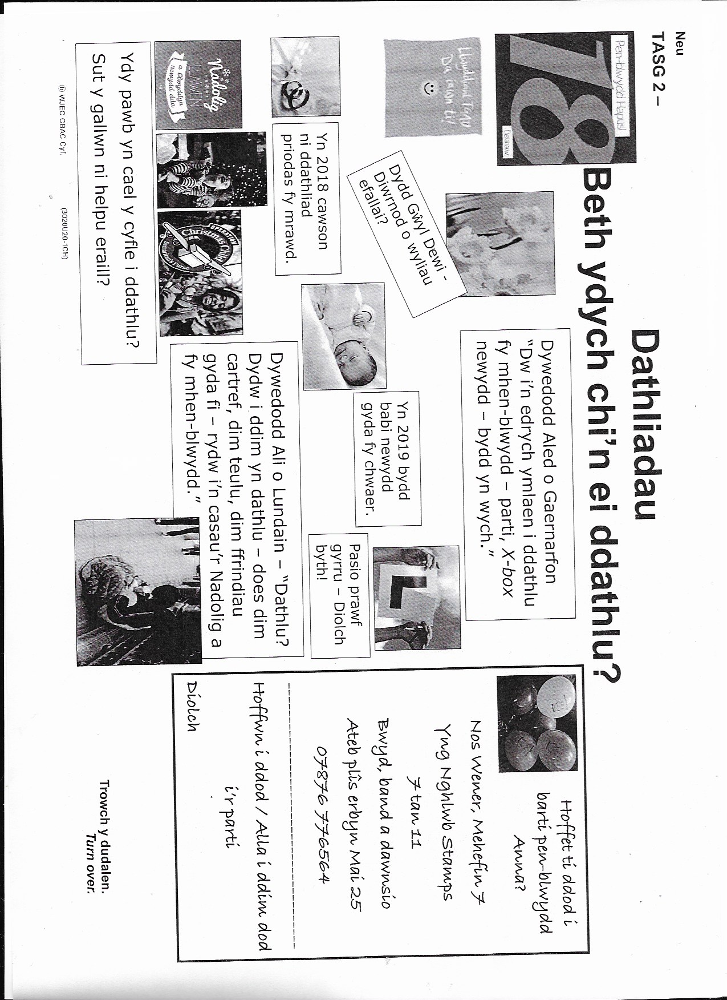 Neu
TASG 2 –
Dathliadau
Beth ydych chi'n ei ddathlu?
Pen-blwydd Hapus!
18
Deunaw
Llongyfarchiadau
Da iawn ti!
Dydd Gŵyl Dewi -
Diwrnod o wyliau
efallai?
Dywedodd Aled o Gaernarfon
"Dw i'n edrych ymlaen i ddathlu
fy mhen-blwydd – parti, X-box
newydd – bydd yn wych."
Yn 2018 cawson
ni ddathliad
priodas fy mrawd.
Yn 2019 bydd
babi newydd
gyda fy chwaer.
L
Pasio prawf
gyrru – Diolch
byth!
Nadolig
LLAWEN
a blwyddyn
newydd dda
OPERATION
Christmas Child
Samaritan's Purse
Dywedodd Ali o Lundain – "Dathlu?
Dydw i ddim yn dathlu – does dim
cartref, dim teulu, dim ffrindiau
gyda fi – rydw i'n casau'r Nadolig a
fy mhen-blwydd."
Ydy pawb yn cael y cyfle i ddathlu?
Sut y gallwn ni helpu eraill?
Hoffet ti ddod i
barti pen-blwydd
Anna?
Nos Wener, Mehefin 7
Yng Nghlwb Stamps
7 tan 11
Bwyd, band a dawnsio
Ateb plîs erbyn Mai 25
07876 776564
Hoffwn i ddod / Alla i ddim dod
i'r parti
Diolch
© WJEC CBAC Cyf.
(3020U20-1CH)
Trowch y dudalen.
Turn over.